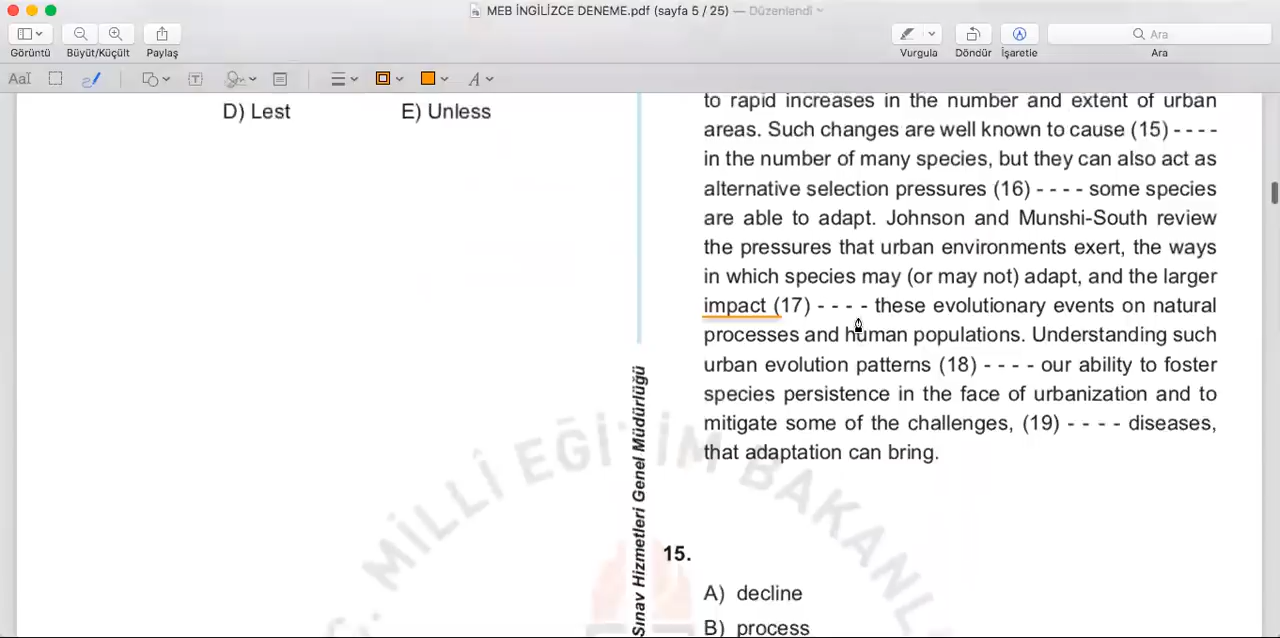 MEB İNGİLİZCE DENEME.pdf (sayfa 5 / 25) — Düzenlendi
Görüntü
Büyüt/Küçült
Paylaş
Vurgula
Döndür
İşaretle
Ara
Ara
AaI
T
A
D) Lest E) Unless
to rapid increases in the number and extent of urban
areas. Such changes are well known to cause (15) - - - -
in the number of many species, but they can also act as
alternative selection pressures (16) - - - - some species
are able to adapt. Johnson and Munshi-South review
the pressures that urban environments exert, the ways
in which species may (or may not) adapt, and the larger
impact (17) - - - - these evolutionary events on natural
processes and human populations. Understanding such
urban evolution patterns (18) - - - - our ability to foster
species persistence in the face of urbanization and to
mitigate some of the challenges, (19) - - - - diseases,
that adaptation can bring.
15.
A) decline
B) process
Sınav Hizmetleri Genel Müdürlüğü
. MİLLÎ EĞİTİM BAKANL